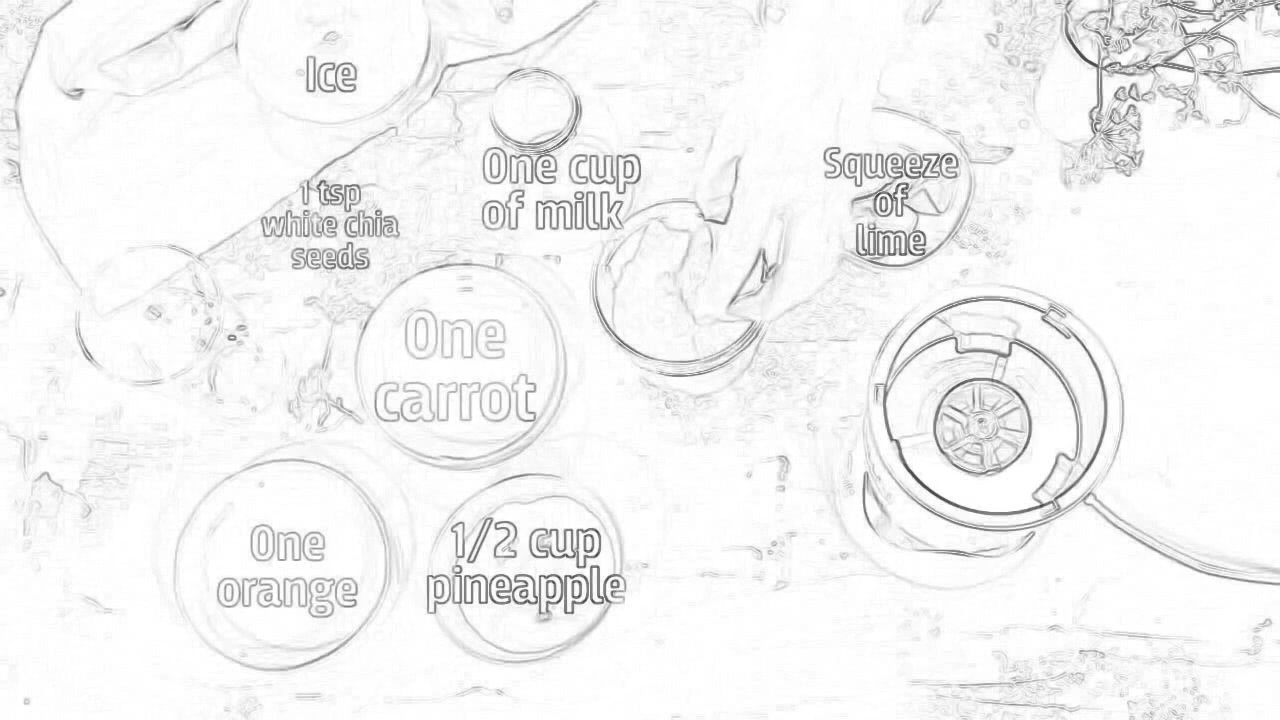 Ice
One cup
of milk
Squeeze
of
lime
1 tsp
white chia
seeds
One
carrot
One
orange
1/2 cup
pineapple